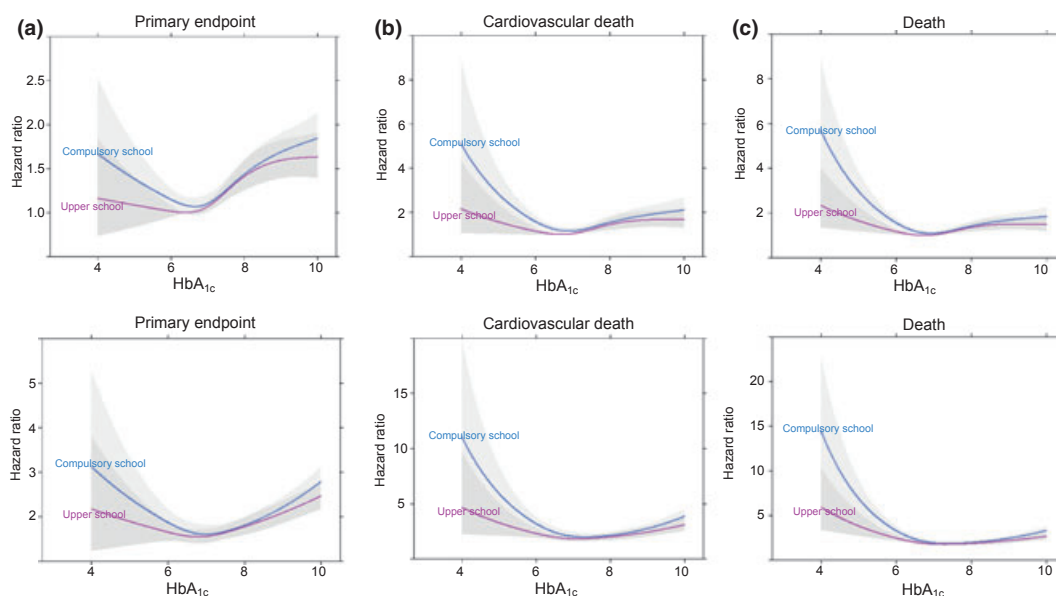 (a)
Primary endpoint
Hazard ratio
2.5
2.0
1.5
1.0
Compulsory school
Upper school
4 6 8 10
HbA1c
(b)
Cardiovascular death
Hazard ratio
8
6
4
2
Compulsory school
Upper school
4 6 8 10
HbA1c
(c)
Death
Hazard ratio
8
6
4
2
Compulsory school
Upper school
4 6 8 10
HbA1c
Primary endpoint
Hazard ratio
5
4
3
2
Compulsory school
Upper school
4 6 8 10
HbA1c
Cardiovascular death
Hazard ratio
15
10
5
Compulsory school
Upper school
4 6 8 10
HbA1c
Death
Hazard ratio
20
15
10
5
Compulsory school
Upper school
4 6 8 10
HbA1c